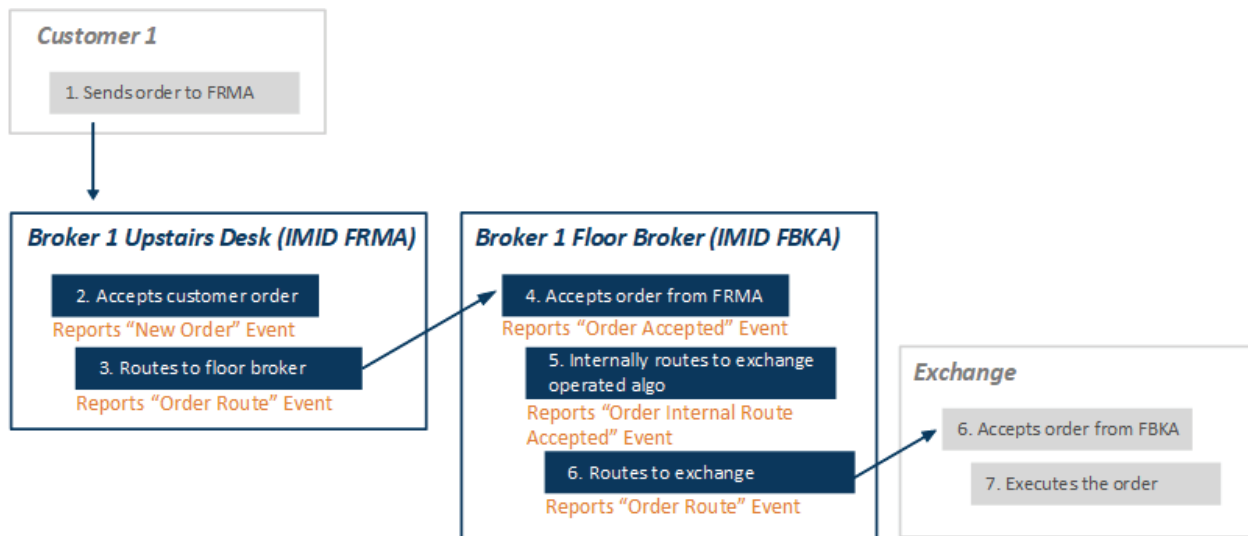 Customer 1
1. Sends order to FRMA
Broker 1 Upstairs Desk (IMID FRMA)
2. Accepts customer order
Reports “New Order” Event
3. Routes to floor broker
Reports “Order Route” Event
Broker 1 Floor Broker (IMID FBKA)
4. Accepts order from FRMA
Reports “Order Accepted” Event
5. Internally routes to exchange
operated algo
Reports “Order Internal Route
Accepted” Event
6. Routes to exchange
Reports “Order Route” Event
Exchange
6. Accepts order from FBKA
7. Executes the order